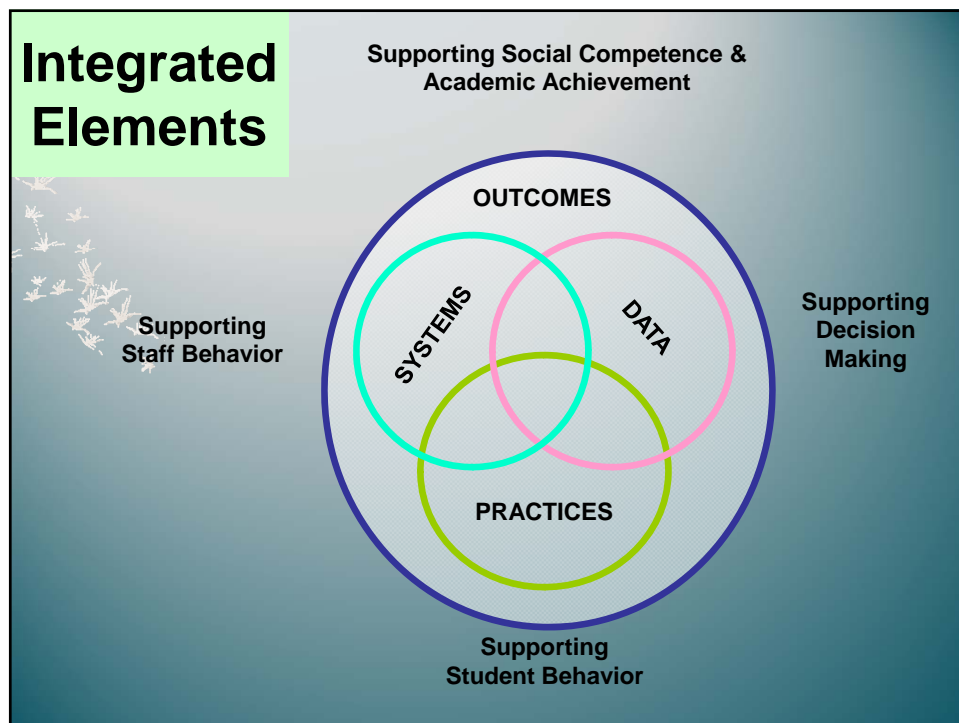 Integrated
Elements
Supporting Social Competence &
Academic Achievement
OUTCOMES
SYSTEMS
DATA
Supporting
Staff Behavior
Supporting
Decision
Making
PRACTICES
Supporting
Student Behavior